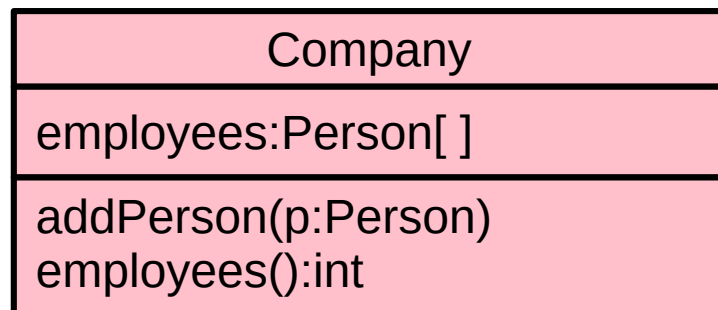 Company
employees:Person[ ]
addPerson(p:Person)
employees():int